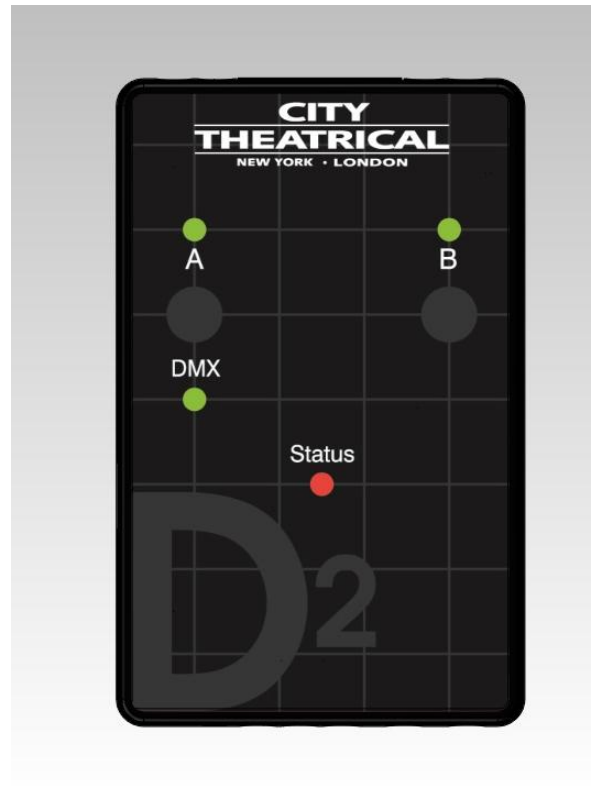 CITY
THEATRICAL
NEW YORK · LONDON
A B
DMX
Status
D2